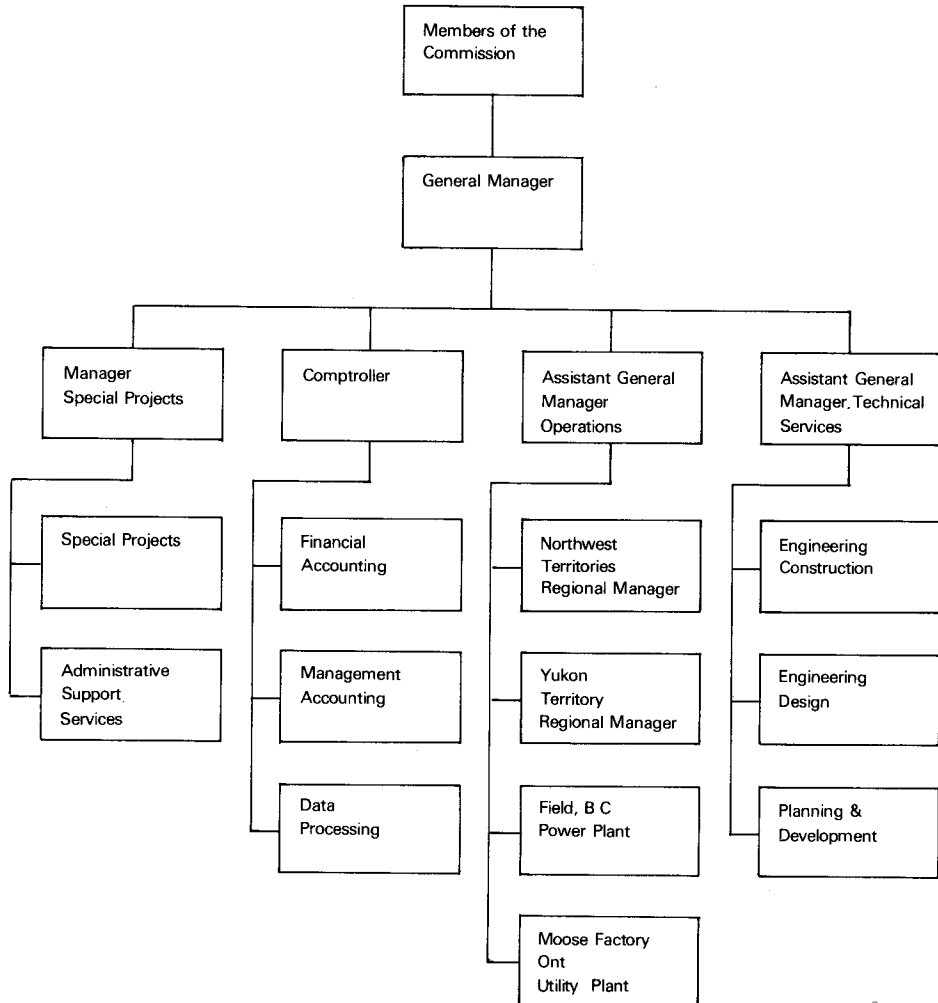 Members of the
Commission
General Manager
Manager
Special Projects
Comptroller
Assistant General
Manager
Operations
Assistant General
Manager, Technical
Services
Special Projects
Administrative
Support
Services
Financial
Accounting
Management
Accounting
Data
Processing
Northwest
Territories
Regional Manager
Yukon
Territory
Regional Manager
Field, B C
Power Plant
Moose Factory
Ont
Utility Plant
Engineering
Construction
Engineering
Design
Planning &
Development